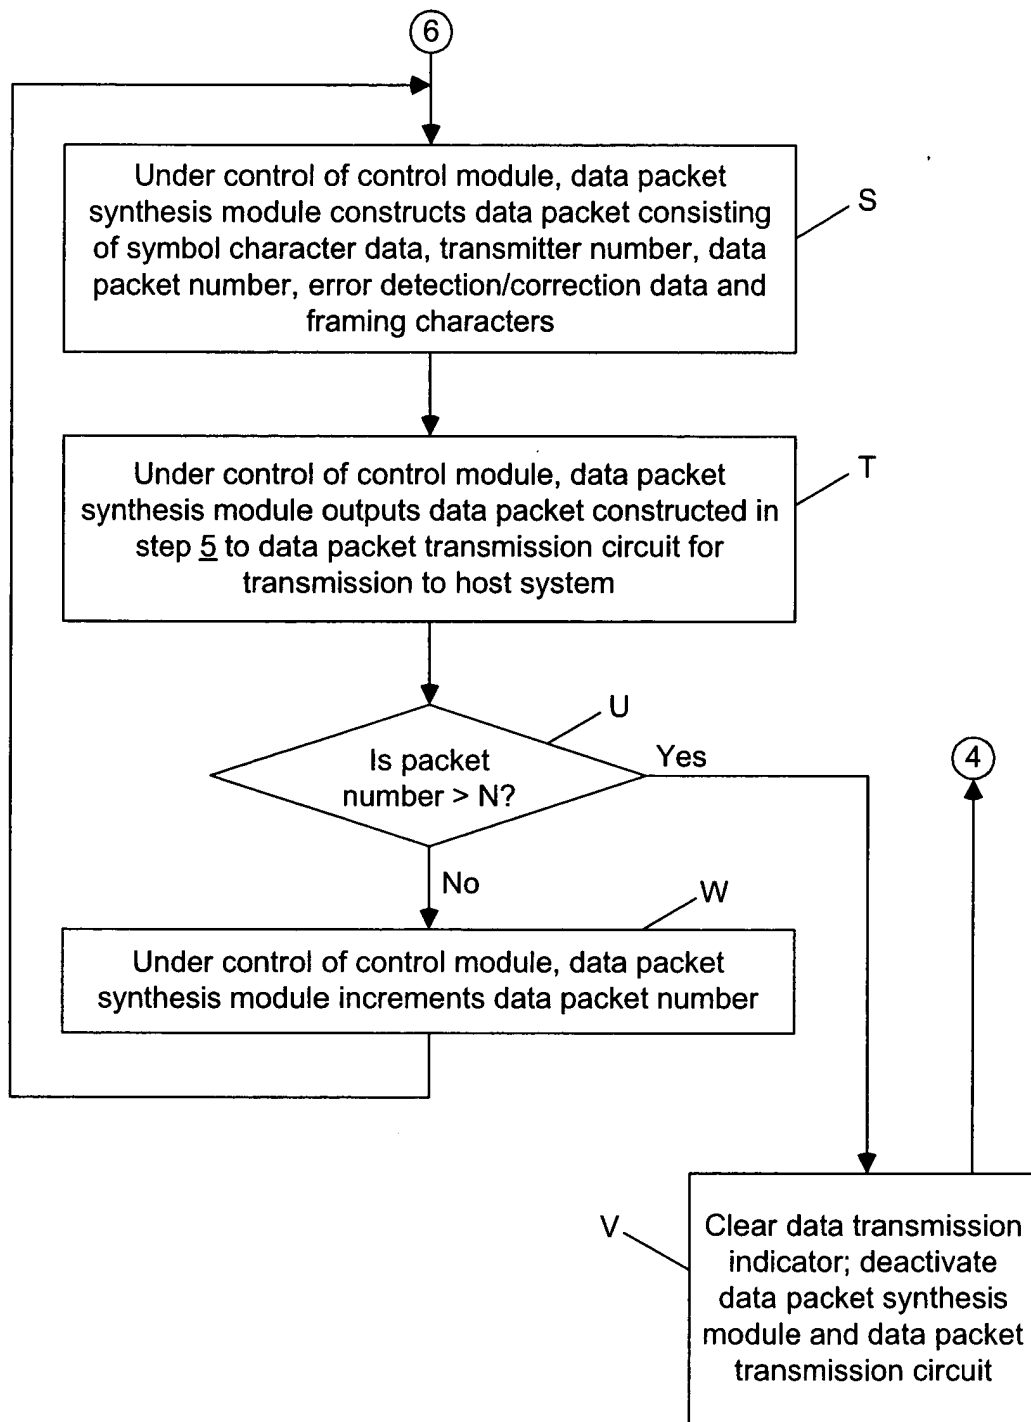 6
Under control of control module, data packet
synthesis module constructs data packet consisting
of symbol character data, transmitter number, data
packet number, error detection/correction data and
framing characters
S
Under control of control module, data packet
synthesis module outputs data packet constructed in
step 5 to data packet transmission circuit for
transmission to host system
T
Is packet
number > N?
U
Yes
4
No
W
Under control of control module, data packet
synthesis module increments data packet number
V
Clear data transmission
indicator; deactivate
data packet synthesis
module and data packet
transmission circuit